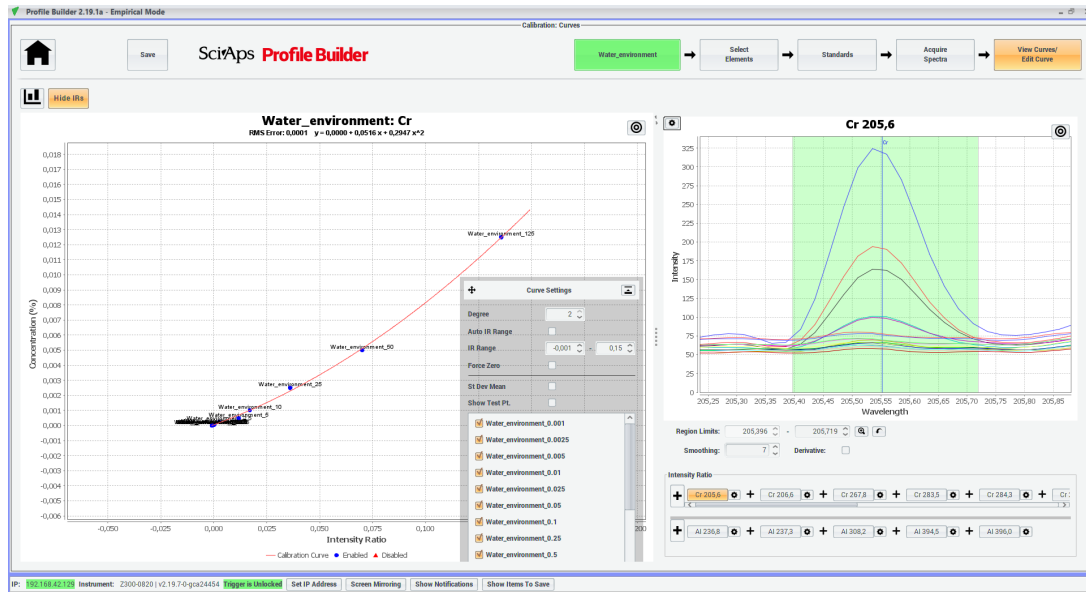 Profile Builder 2.19.1a - Empirical Mode
Calibration: Curves
Save
SciAps Profile Builder
Water_environment
Select Elements
Standards
Acquire Spectra
View Curves/ Edit Curve
Hide IRs
Water_environment: Cr
RMS Error: 0,0001 y = 0,0000 + 0,0516 x + 0,2947 x^2
0,018
0,017
0,016
0,015
0,014
0,013
0,012
0,011
0,010
0,009
0,008
0,007
0,006
0,005
0,004
0,003
0,002
0,001
0,000
-0,001
-0,002
-0,003
-0,004
-0,005
-0,006
Concentration (%)
Water_environment_125
Water_environment_50
Water_environment_25
Water_environment_10
Water_environment_5
-0,050
-0,025
0,000
0,025
0,050
0,075
0,100
Intensity Ratio
Calibration Curve
Enabled
Disabled
Curve Settings
Degree 2
Auto IR Range
IR Range -0,001 - 0,15
Force Zero
St Dev Mean
Show Test Pt.
Water_environment_0.001
Water_environment_0.0025
Water_environment_0.005
Water_environment_0.01
Water_environment_0.025
Water_environment_0.05
Water_environment_0.1
Water_environment_0.25
Water_environment_0.5
Cr 205,6
Cr
325
300
275
250
225
200
175
150
125
100
75
50
25
0
Intensity
205,25 205,30 205,35 205,40 205,45 205,50 205,55 205,60 205,65 205,70 205,75 205,80 205,85
Wavelength
Region Limits: 205,396 - 205,719
Smoothing: 7 Derivative:
Intensity Ratio
+ Cr 205,6 + Cr 206,6 + Cr 267,8 + Cr 283,5 + Cr 284,3 +
+ Al 236,8 + Al 237,3 + Al 308,2 + Al 394,5 + Al 396,0
IP: 192.168.42.129 Instrument: Z300-0820 | v2.19.7-0-gca24454 Trigger is Unlocked Set IP Address Screen Mirroring Show Notifications Show Items To Save